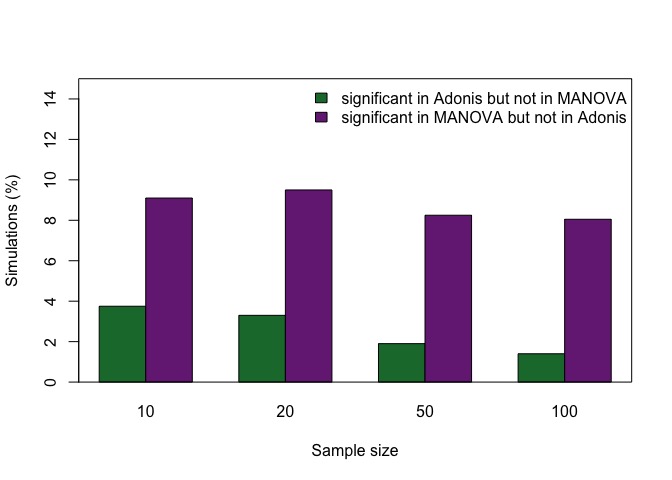 significant in Adonis but not in MANOVA
significant in MANOVA but not in Adonis
Simulations (%)
14
12
10
8
6
4
2
0
10 20 50 100
Sample size